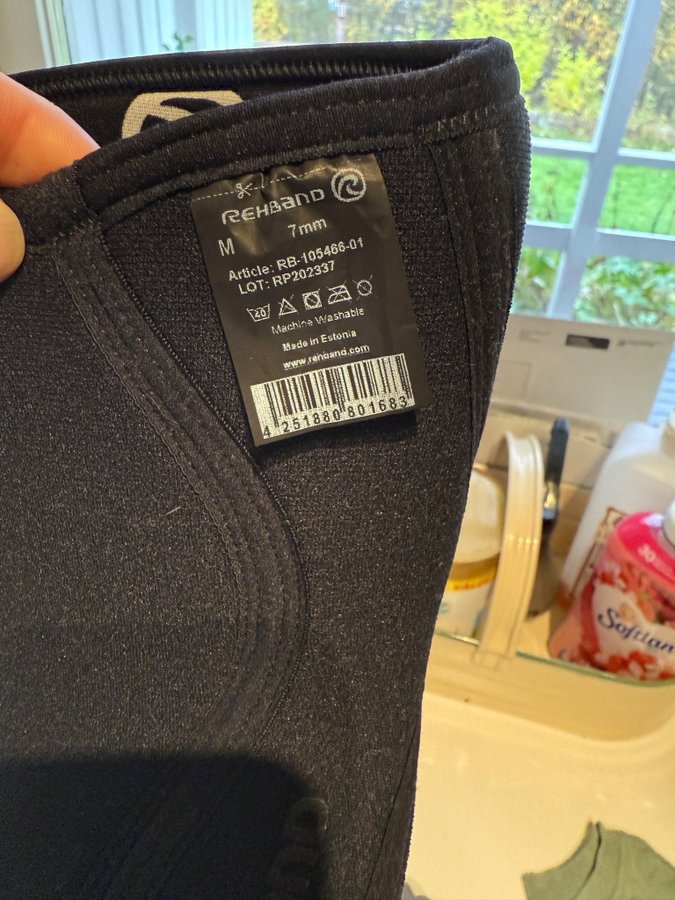 REHBAND
M 7mm
Article: RB-105466-01
LOT: RP202337
40
Machine Washable
Made in Estonia
www.rehband.com
4 251880 801683
30
Softlan